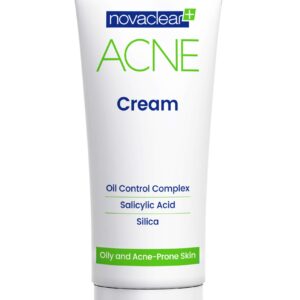 novaclear+
ACNE
Cream
Oil Control Complex
Salicylic Acid
Silica
Oily and Acne-Prone Skin